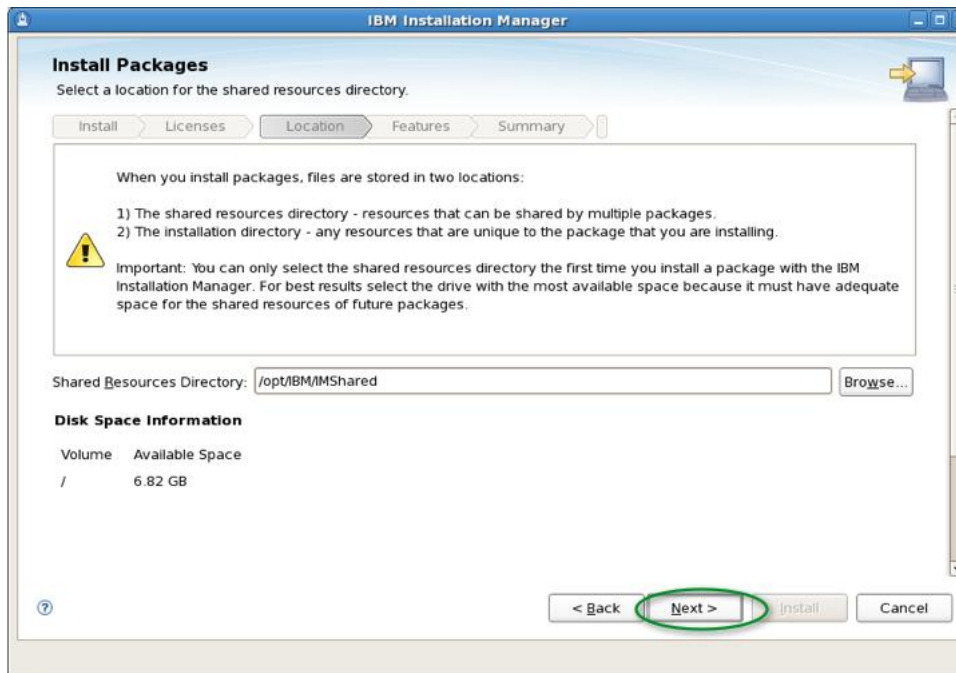 IBM Installation Manager
Install Packages
Select a location for the shared resources directory.
Install Licenses Location Features Summary
When you install packages, files are stored in two locations:
1) The shared resources directory - resources that can be shared by multiple packages.
2) The installation directory - any resources that are unique to the package that you are installing.
Important: You can only select the shared resources directory the first time you install a package with the IBM
Installation Manager. For best results select the drive with the most available space because it must have adequate
space for the shared resources of future packages.
Shared Resources Directory: /opt/IBM/IMShared Browse...
Disk Space Information
Volume Available Space
/ 6.82 GB
? < Back Next > Install Cancel